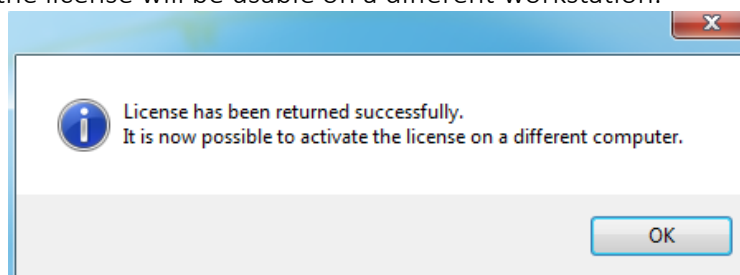 the license will be usable on a different workstation.
License has been returned successfully.
It is now possible to activate the license on a different computer.
OK